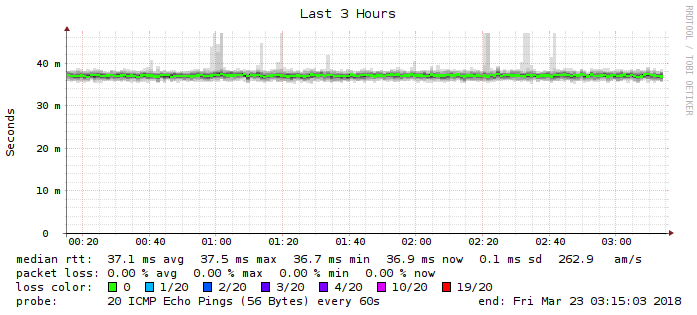 Last 3 Hours
RRDTOOL / TOBI OETIKER
Seconds
40 m
30 m
20 m
10 m
0
00:20 00:40 01:00 01:20 01:40 02:00 02:20 02:40 03:00
median rtt: 37.1 ms avg 37.5 ms max 36.7 ms min 36.9 ms now 0.1 ms sd 262.9 am/s
packet loss: 0.00 % avg 0.00 % max 0.00 % min 0.00 % now
loss color: 0 1/20 2/20 3/20 4/20 10/20 19/20
probe: 20 ICMP Echo Pings (56 Bytes) every 60s end: Fri Mar 23 03:15:03 2018